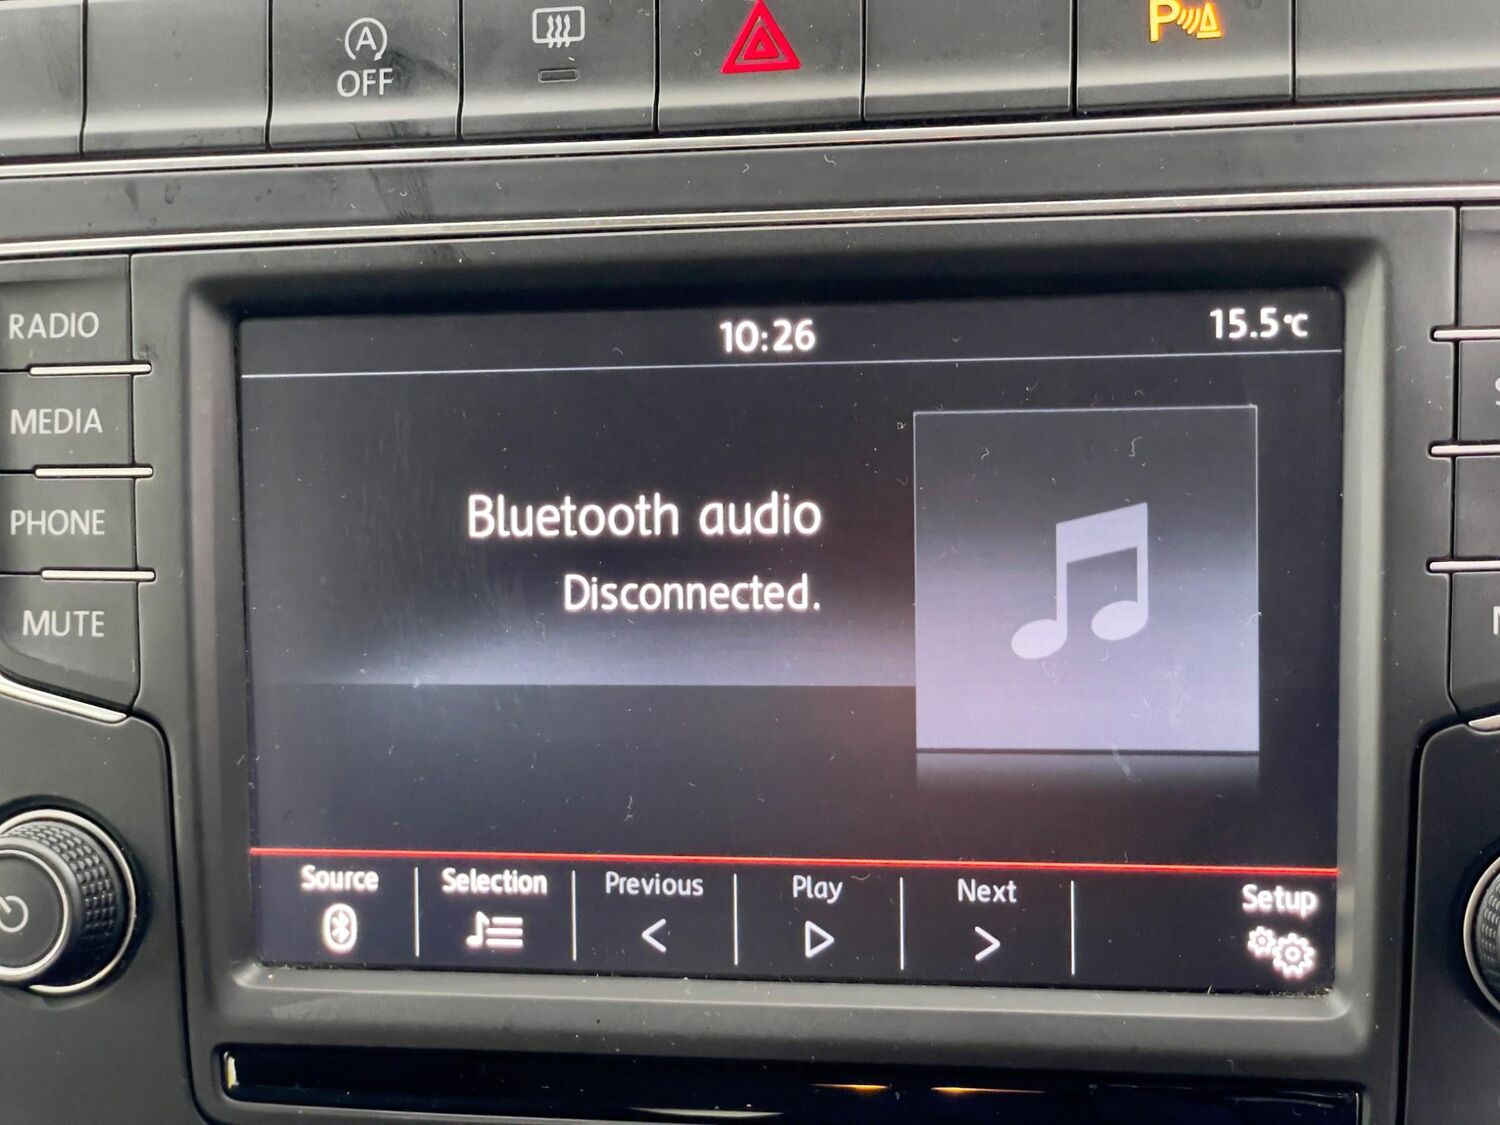 A
OFF
P
RADIO
MEDIA
PHONE
MUTE
10:26
15.5°C
Bluetooth audio
Disconnected.
Source
Selection
Previous
Play
Next
Setup